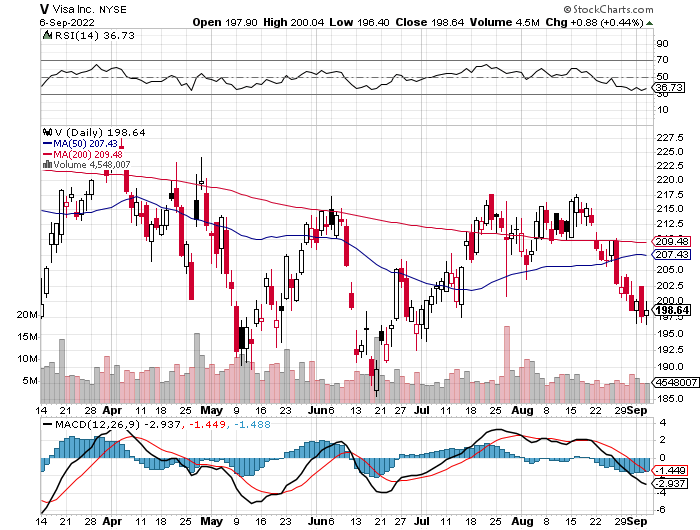 V Visa Inc. NYSE © StockCharts.com
6-Sep-2022 Open 197.90 High 200.04 Low 196.40 Close 198.64 Volume 4.5M Chg +0.88 (+0.44%)
RSI(14) 36.73
90
70
50
36.73
30
10
V (Daily) 198.64
MA(50) 207.43
MA(200) 209.48
Volume 4,548,007
227.5
225.0
222.5
220.0
217.5
215.0
212.5
209.48
207.43
205.0
202.5
200.0
198.64
197.5
195.0
192.5
190.0
187.5
185.0
20M
15M
10M
5M
4548007
14 21 28 Apr 11 18 25 May 9 16 23 Jun 6 13 21 27 Jul 11 18 25 Aug 8 15 22 29 Sep
MACD(12,26,9) -2.937, -1.449, -1.488
4
2
0
-1.449
-2.937
-4
-6
14 21 28 Apr 11 18 25 May 9 16 23 Jun 6 13 21 27 Jul 11 18 25 Aug 8 15 22 29 Sep